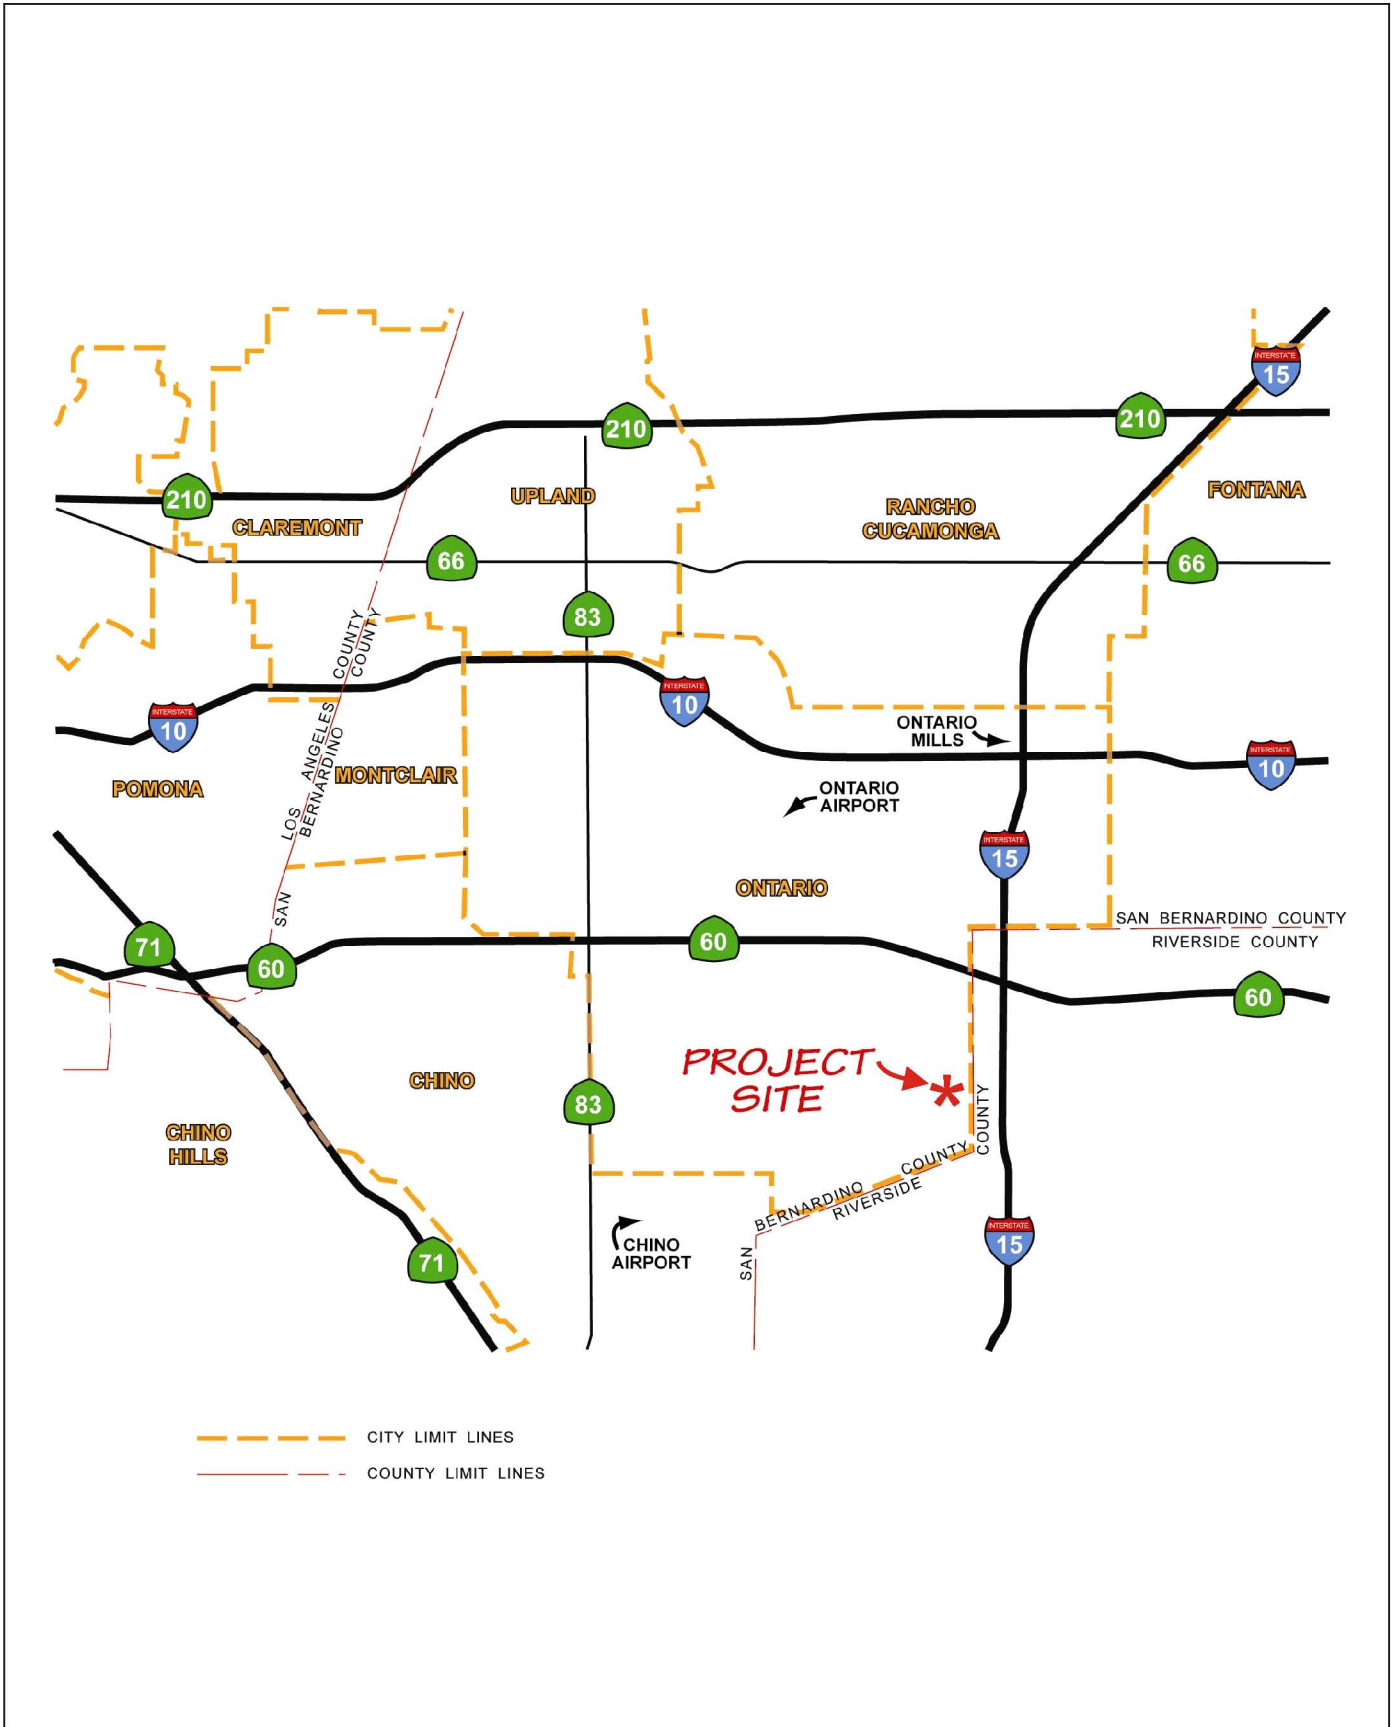 INTERSTATE
15
210
210
210
UPLAND
FONTANA
RANCHO
CUCAMONGA
CLAREMONT
66
66
83
LOS ANGELES COUNTY
SAN BERNARDINO COUNTY
INTERSTATE
10
INTERSTATE
10
ONTARIO
MILLS
INTERSTATE
10
POMONA
MONTCLAIR
ONTARIO
AIRPORT
INTERSTATE
15
ONTARIO
SAN BERNARDINO COUNTY
RIVERSIDE COUNTY
71
60
60
60
PROJECT
SITE
CHINO
83
COUNTY
CHINO
HILLS
SAN BERNARDINO COUNTY
RIVERSIDE
INTERSTATE
15
CHINO
AIRPORT
71
CITY LIMIT LINES
COUNTY LIMIT LINES